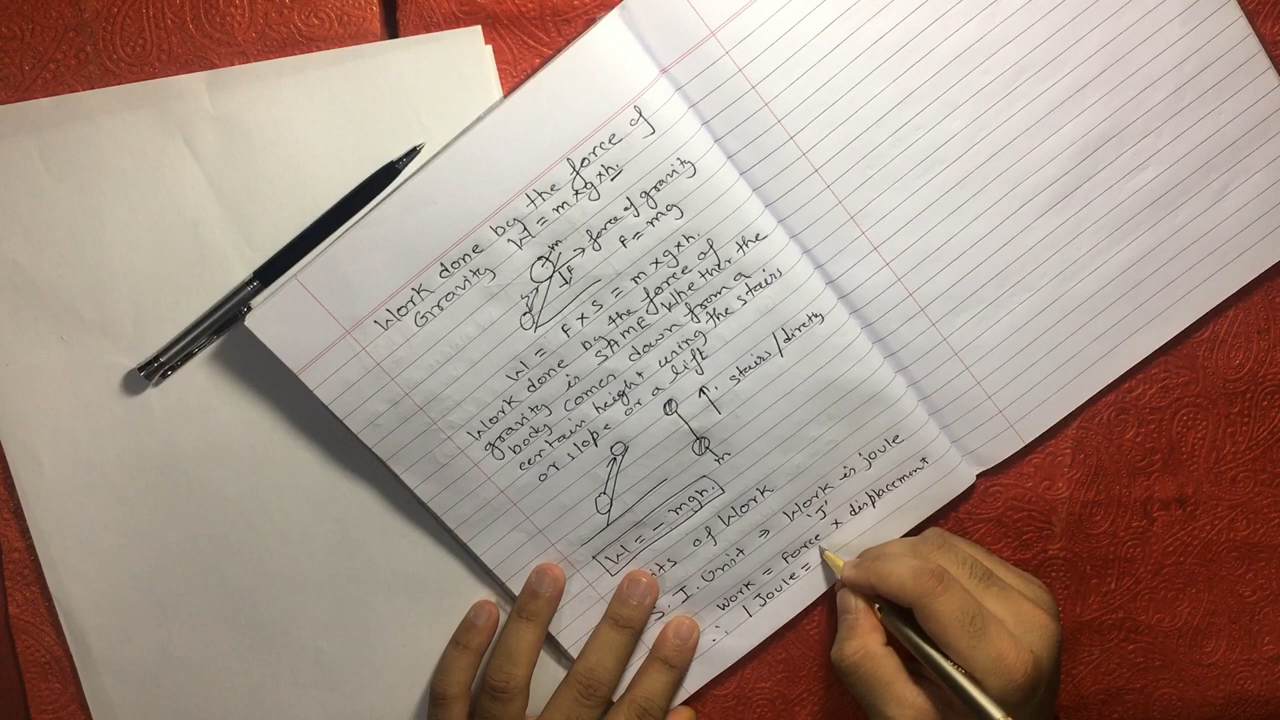 Work done by the force of
Gravity W = m×g×h.
m
→ force of gravity
F
F = mg
W = F × S = m × g × h.
Work done by the force of
gravity is SAME whether the
body comes down from a
certain height using the stairs
or slope or a lift
↑ stairs/directly
m
W = - mgh.
its of Work
S. I. Unit ⇒ Work is joule
'J'
Work = Force × displacement
∴ 1 Joule =